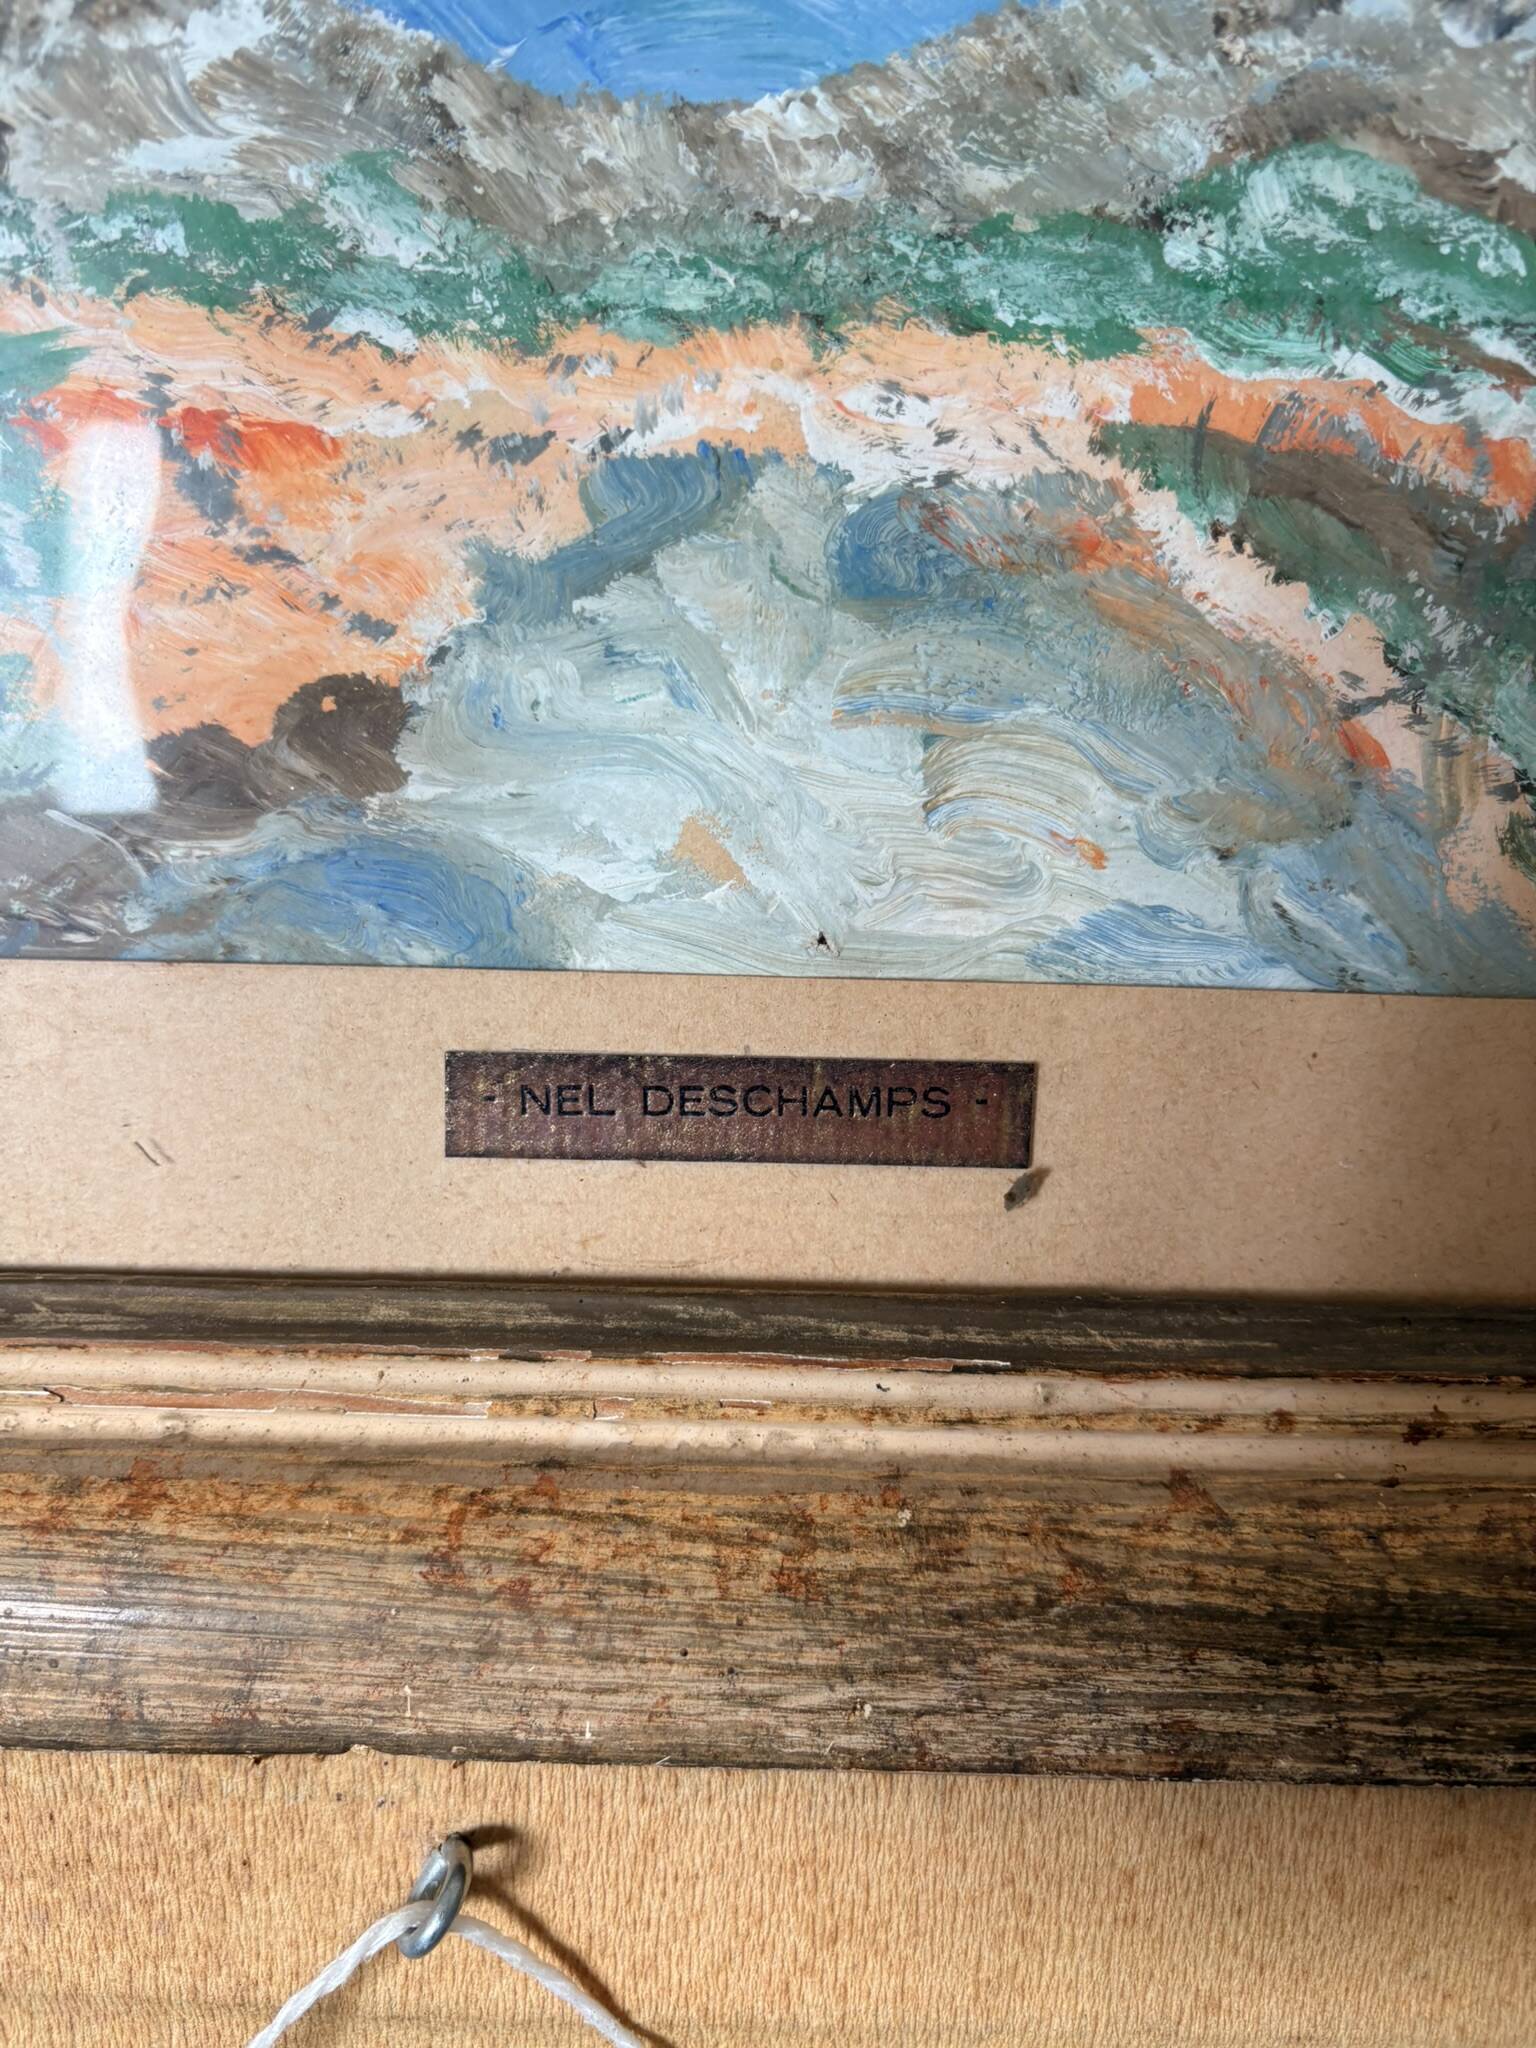 - NEL DESCHAMPS -